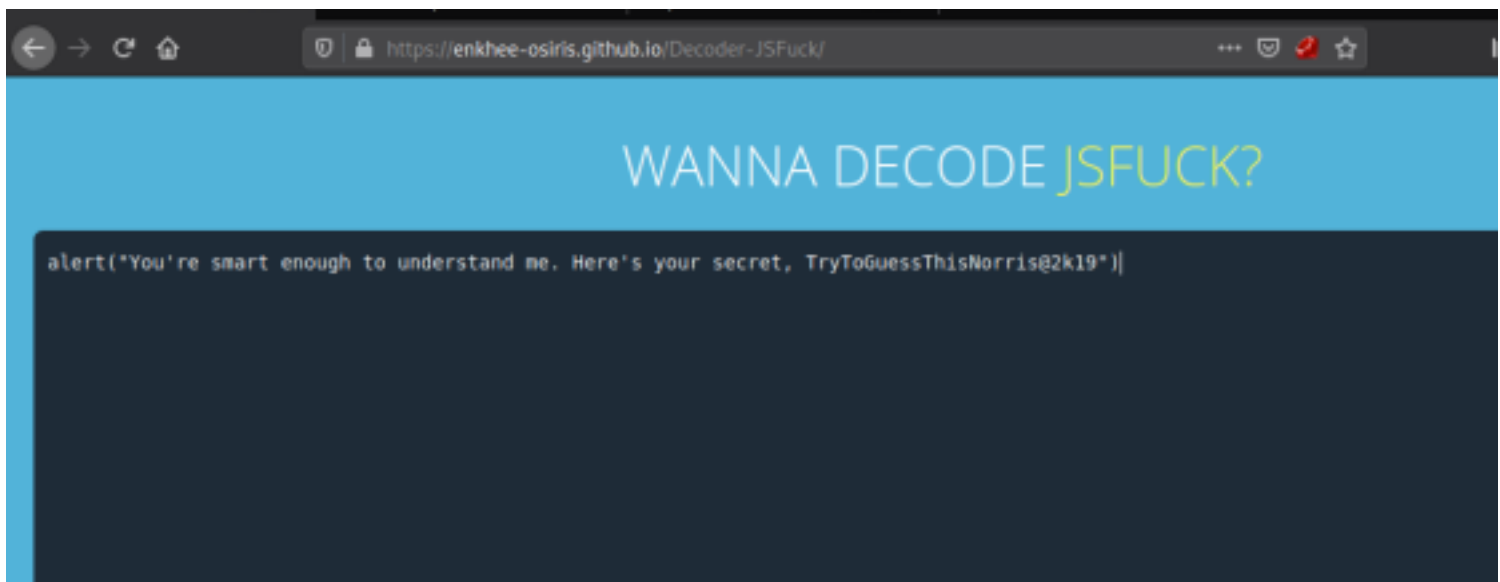 https://enkhee-osiris.github.io/Decoder-JSFuck/
WANNA DECODE JSFUCK?
alert("You're smart enough to understand me. Here's your secret, TryToGuessThisNorris@2k19")